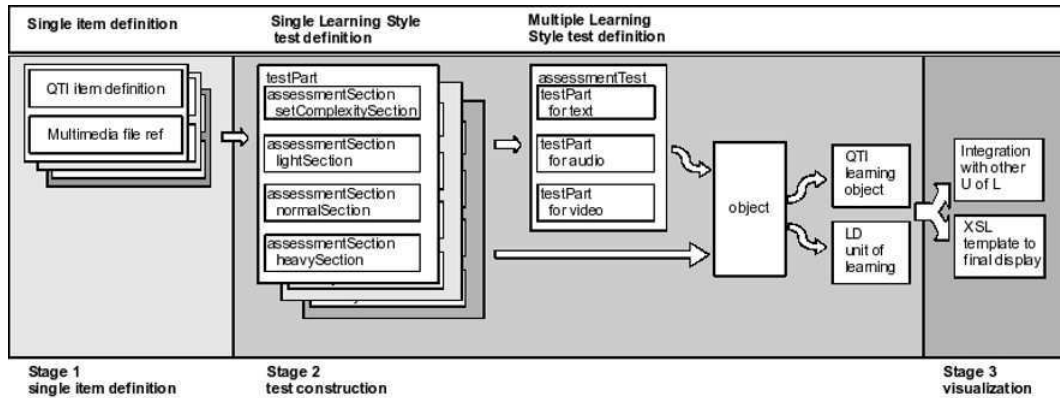 Single item definition
Single Learning Style
test definition
Multiple Learning
Style test definition
QTI item definition
Multimedia file ref
testPart
assessmentSection
setComplexitySection
assessmentSection
lightSection
assessmentSection
normalSection
assessmentSection
heavySection
assessmentTest
testPart
for text
testPart
for audio
testPart
for video
object
QTI
learning
object
LD
unit of
learning
Integration
with other
U of L
XSL
template to
final display
Stage 1
single item definition
Stage 2
test construction
Stage 3
visualization